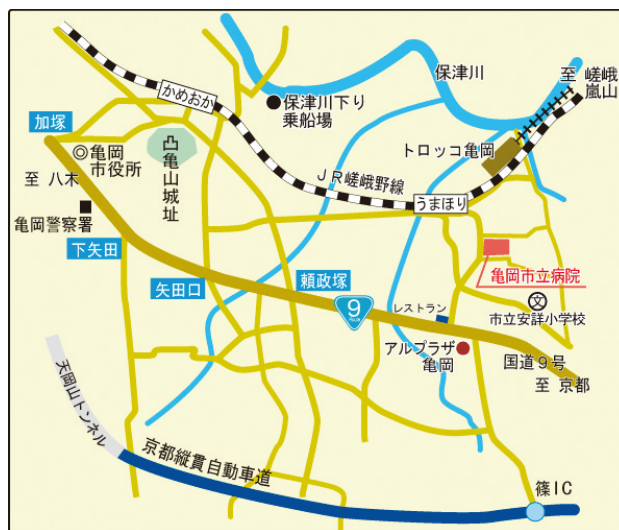 至 嵯峨
嵐山
保津川
かめおか
保津川下り
乗船場
加塚
トロッコ亀岡
亀岡
市役所
凸亀山城址
至 八木
JR嵯峨野線
うまほり
亀岡警察署
下矢田
亀岡市立病院
矢田口
頼政塚
9
レストラン
文
市立安詳小学校
アルプラザ
亀岡
国道9号
至 京都
天岡山トンネル
京都縦貫自動車道
篠IC